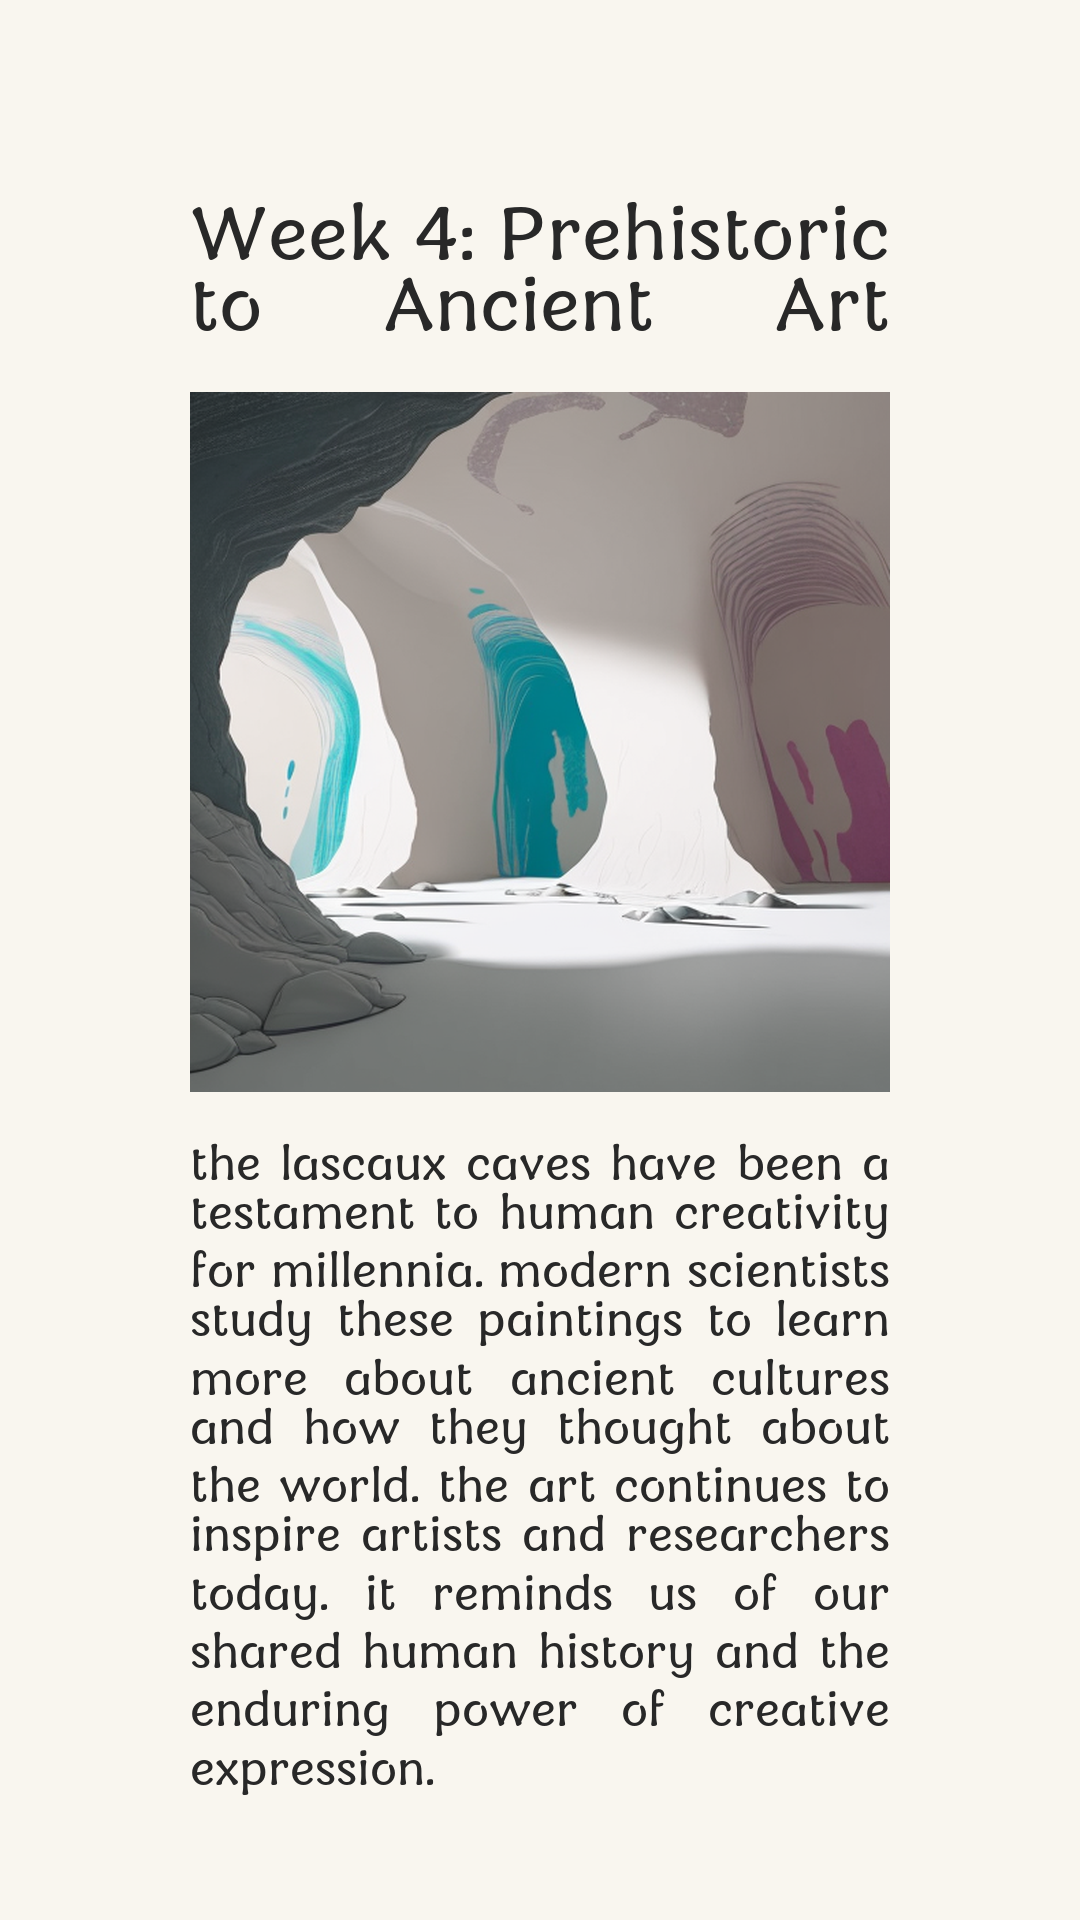 Week 4: Prehistoric
to Ancient Art
the lascaux caves have been a
testament to human creativity
for millennia. modern scientists
study these paintings to learn
more about ancient cultures
and how they thought about
the world. the art continues to
inspire artists and researchers
today. it reminds us of our
shared human history and the
enduring power of creative
expression.